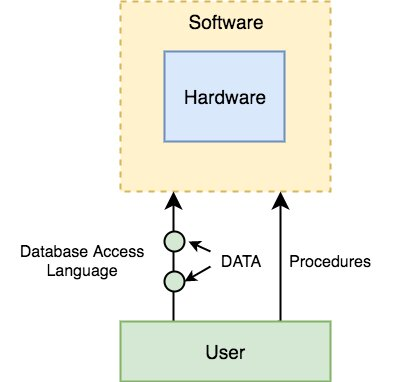 Software
Hardware
Database Access
Language
DATA
Procedures
User